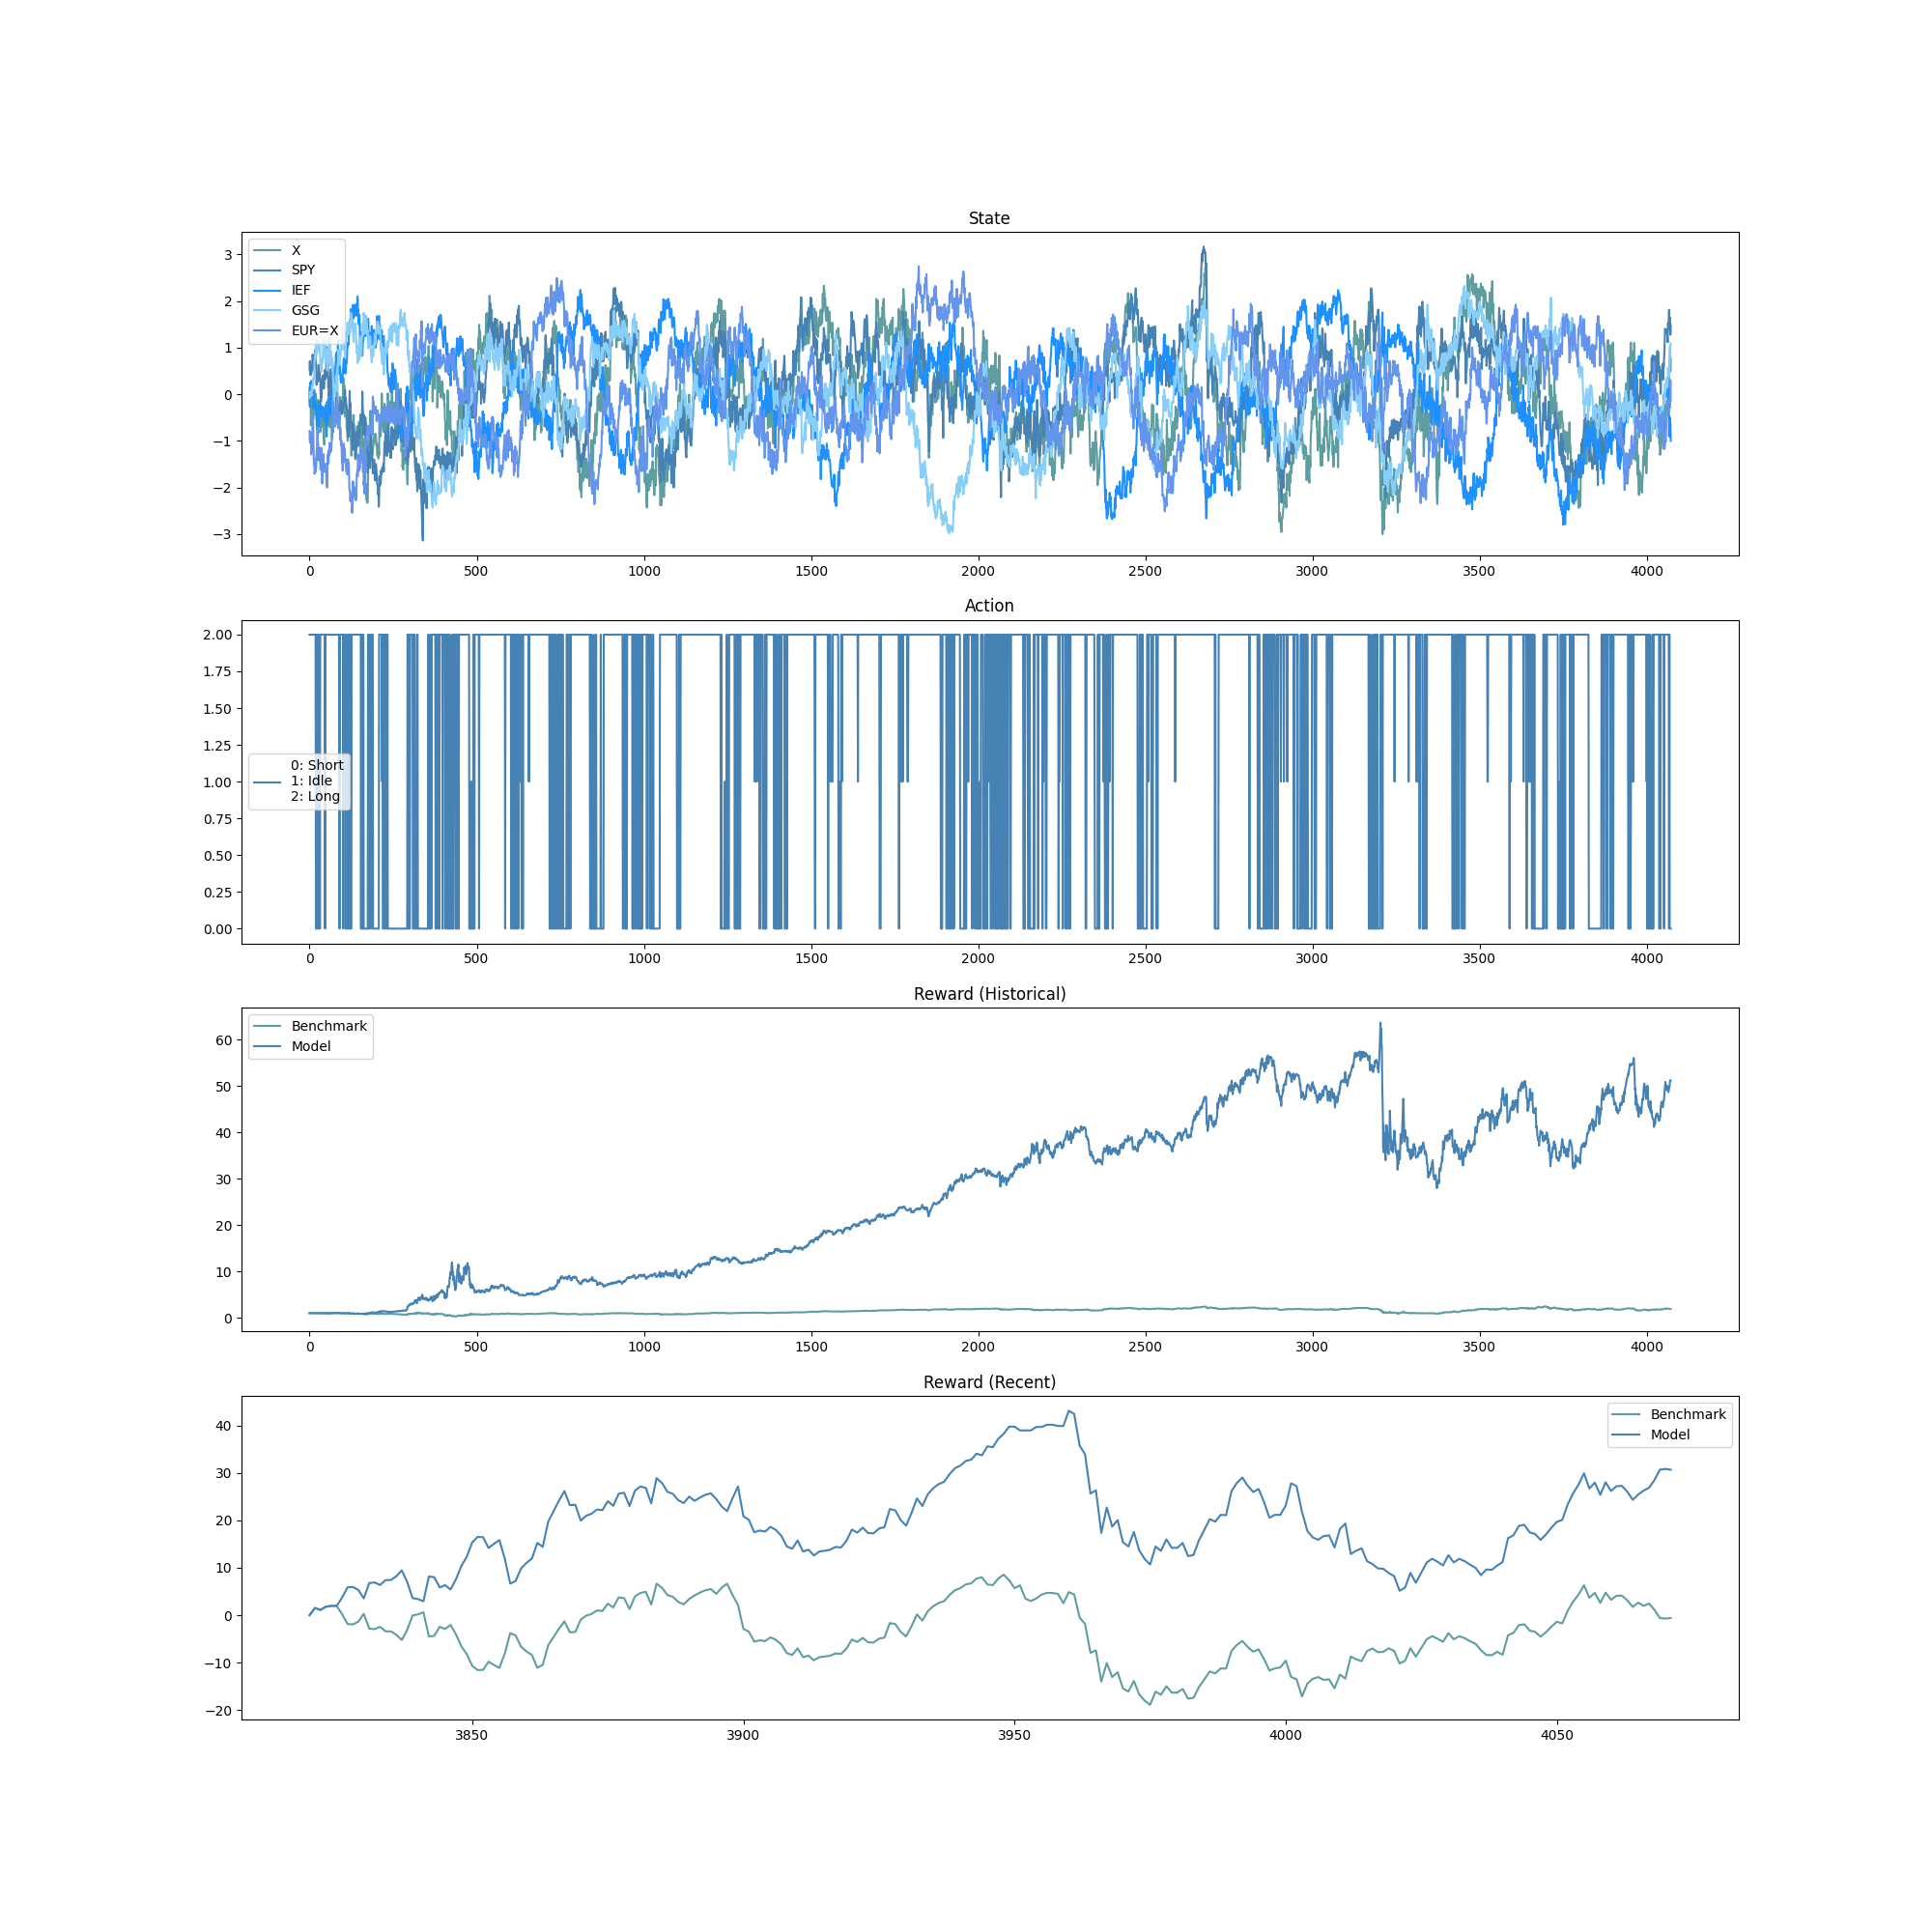 State
3
2
1
0
−1
−2
−3
X
SPY
IEF
GSG
EUR=X
0 500 1000 1500 2000 2500 3000 3500 4000
Action
2.00
1.75
1.50
1.25
1.00
0.75
0.50
0.25
0.00
0: Short
1: Idle
2: Long
0 500 1000 1500 2000 2500 3000 3500 4000
Reward (Historical)
60
50
40
30
20
10
0
Benchmark
Model
0 500 1000 1500 2000 2500 3000 3500 4000
Reward (Recent)
40
30
20
10
0
−10
−20
Benchmark
Model
3850 3900 3950 4000 4050